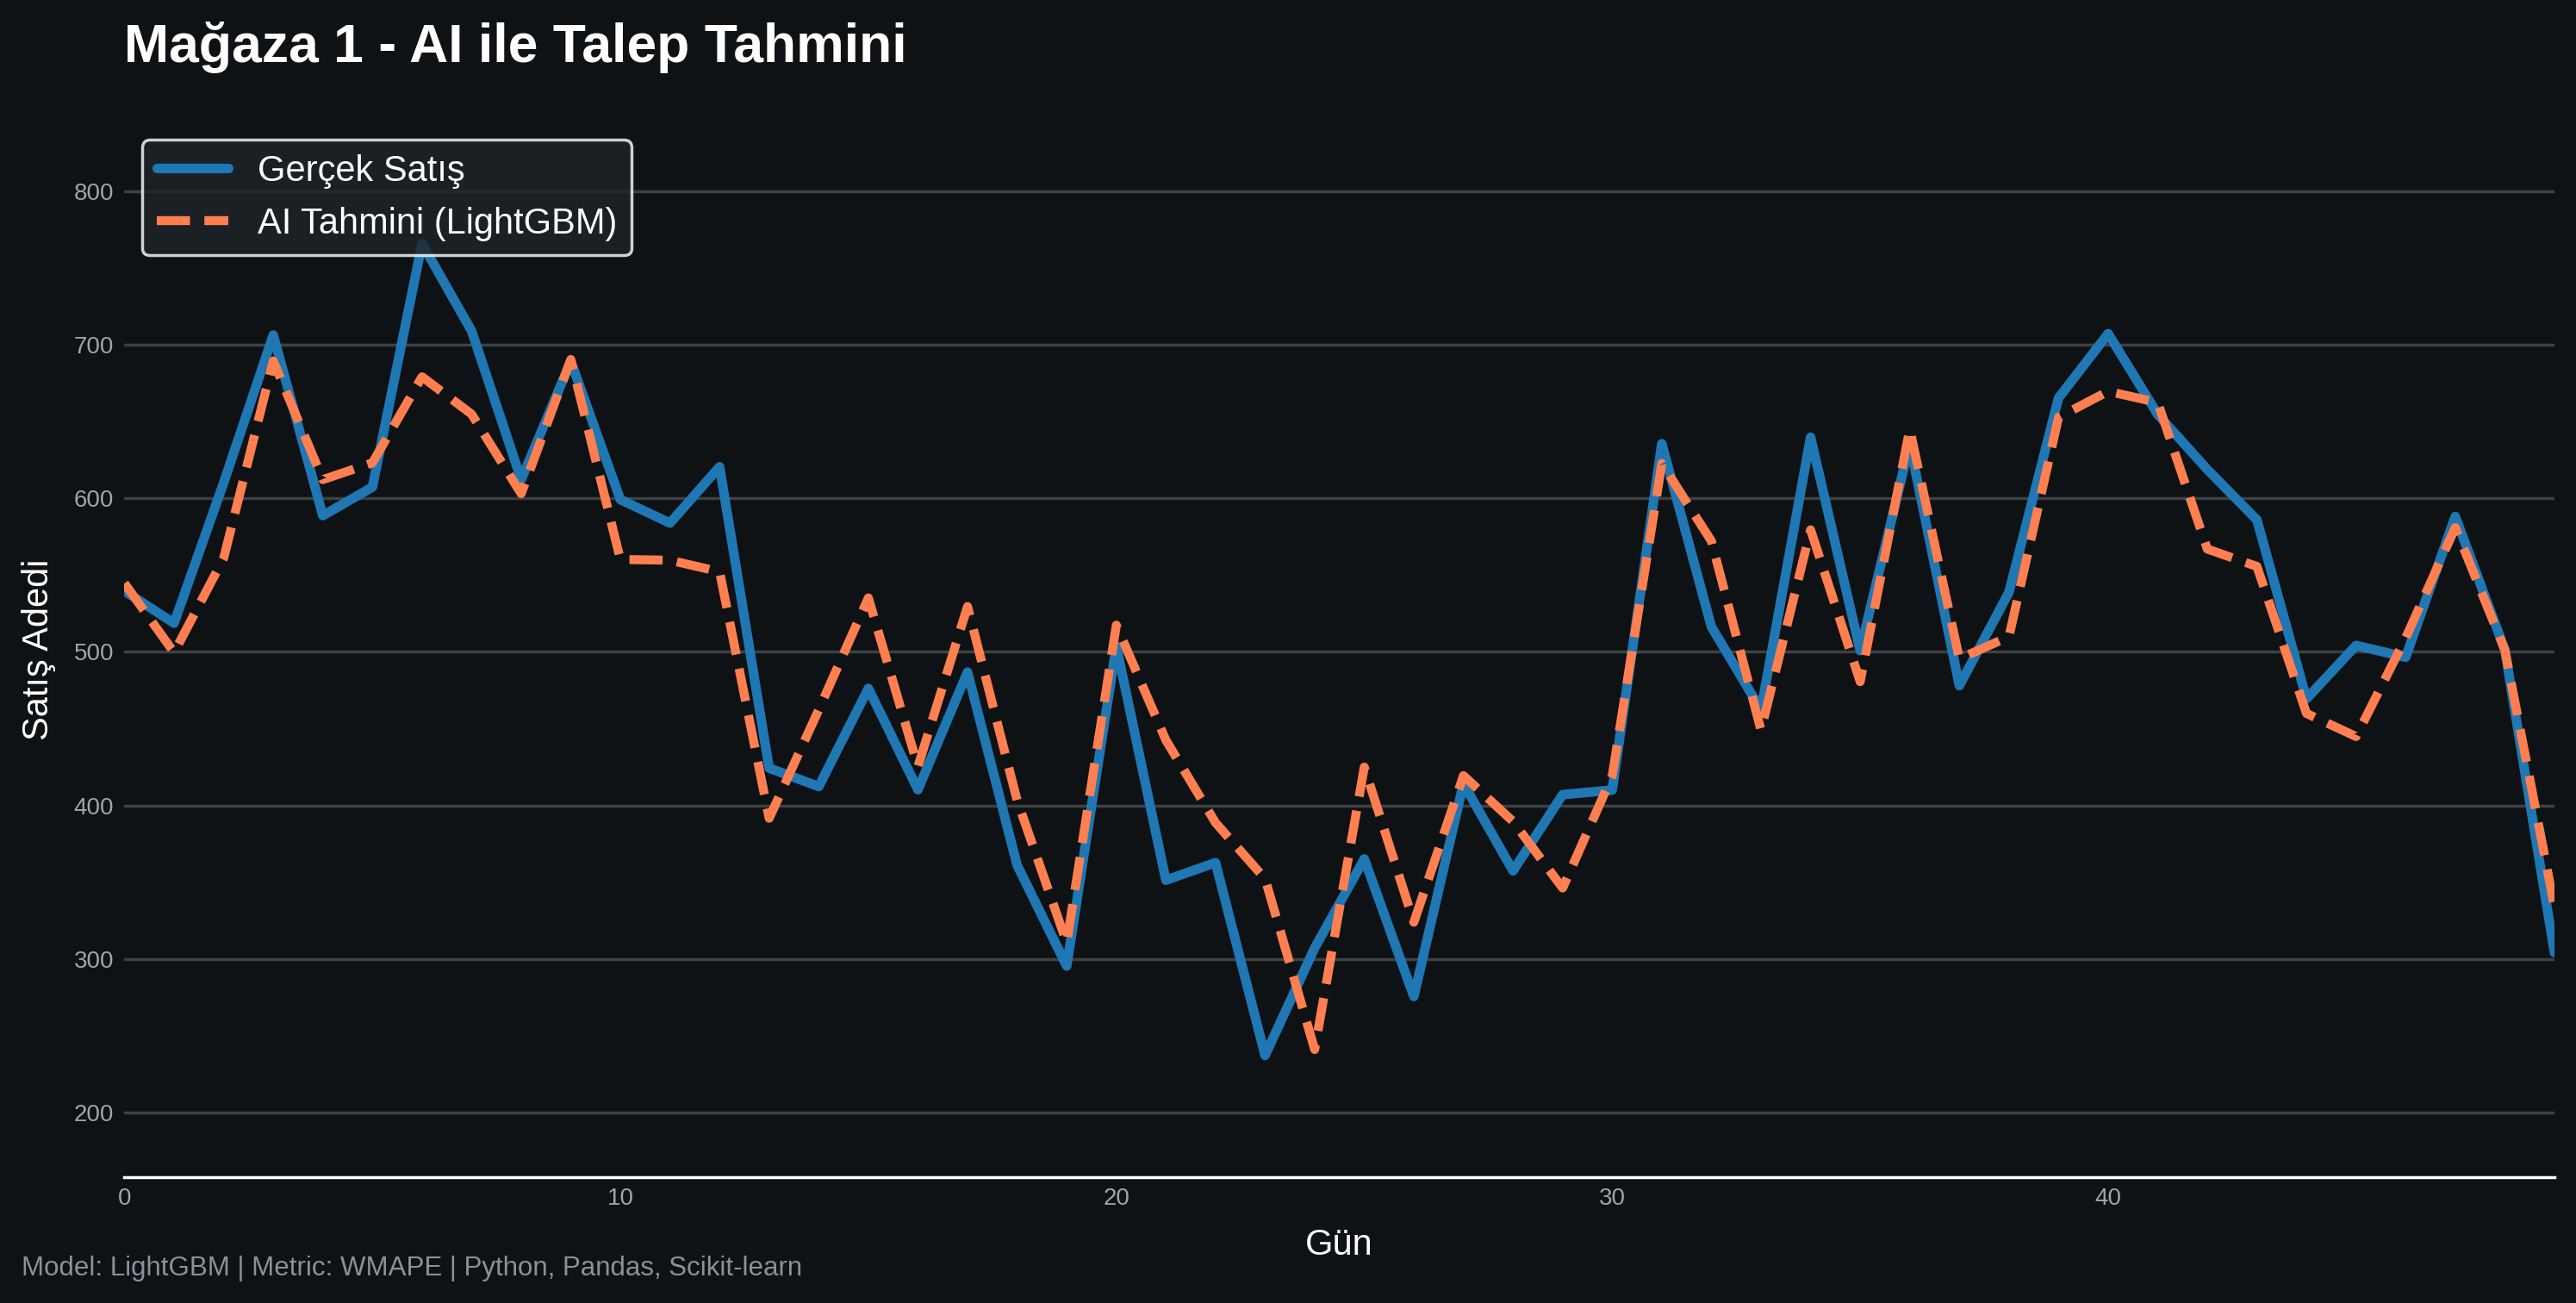 Mağaza 1 - AI ile Talep Tahmini
Gerçek Satış
AI Tahmini (LightGBM)
800
700
600
500
400
300
200
Satış Adedi
0 10 20 30 40
Gün
Model: LightGBM | Metric: WMAPE | Python, Pandas, Scikit-learn